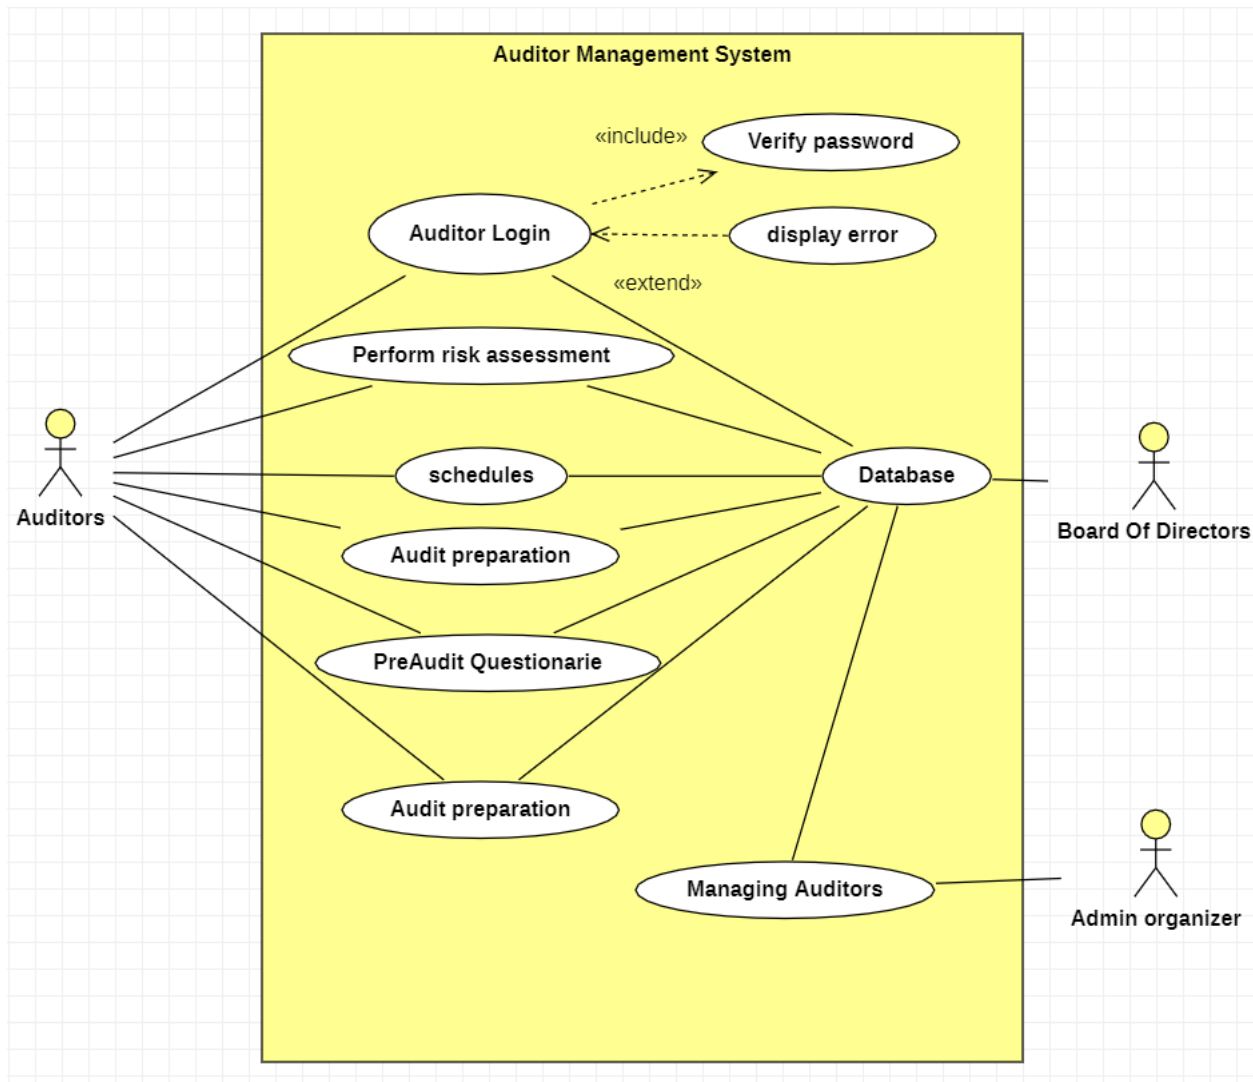 Auditor Management System
«include»
Verify password
Auditor Login
display error
«extend»
Perform risk assessment
schedules
Database
Auditors
Board Of Directors
Audit preparation
PreAudit Questionarie
Audit preparation
Managing Auditors
Admin organizer